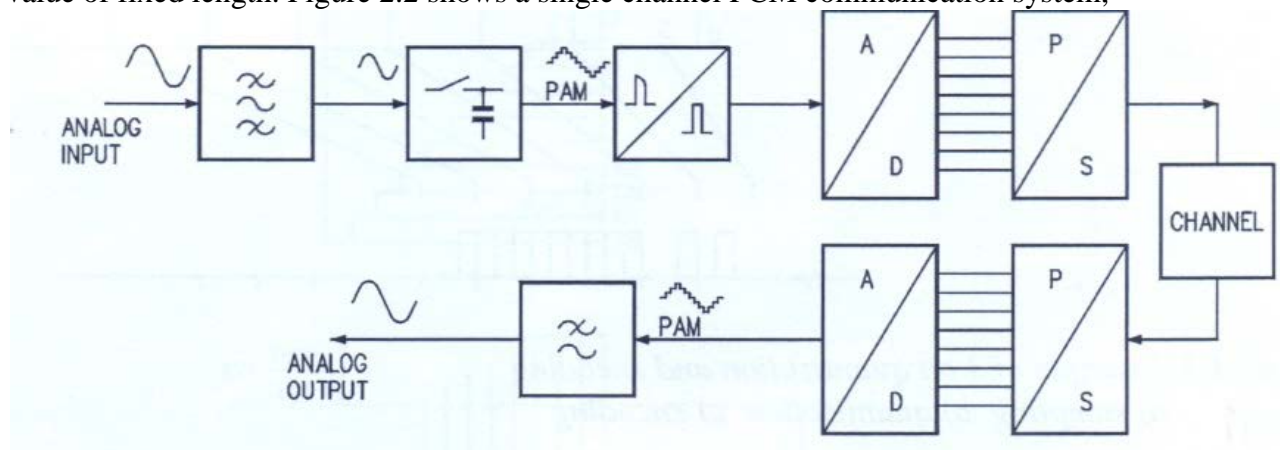 value of fixed length. Figure 2.2 shows a single channel PCM communication system,
A P
PAM
ANALOG
INPUT
D S
CHANNEL
A P
PAM
ANALOG
OUTPUT
D S